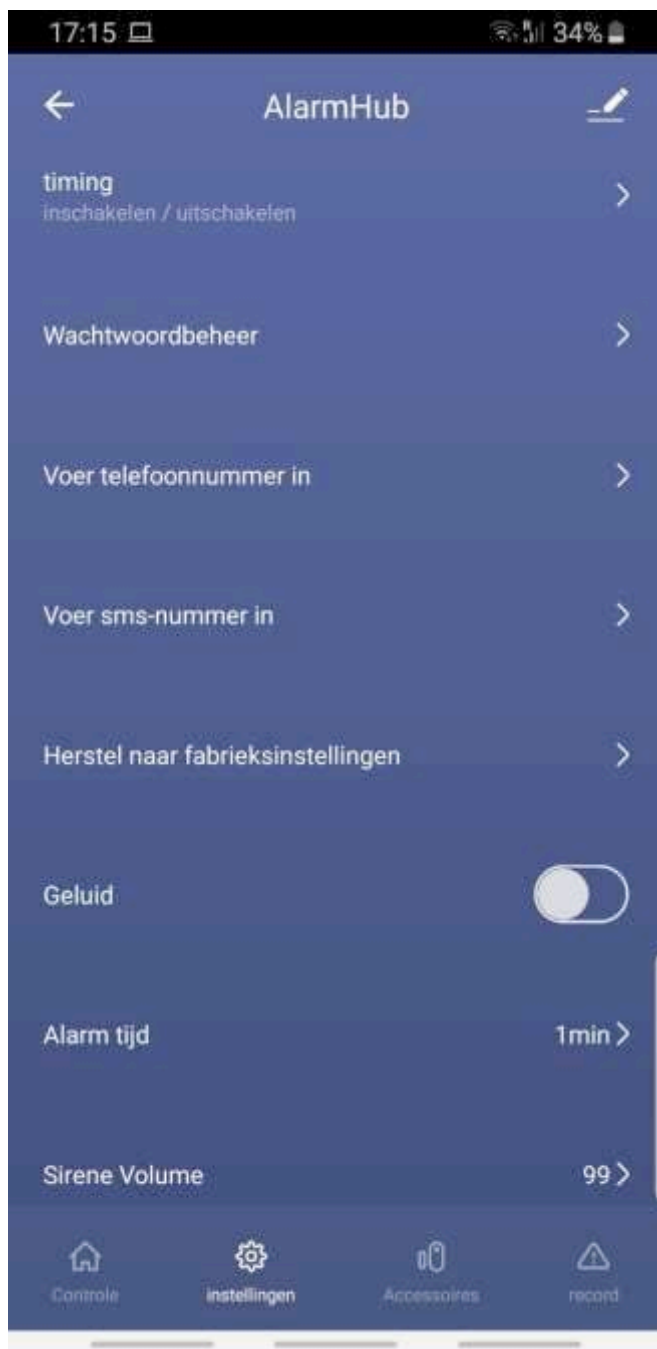 17:15 34%
AlarmHub
timing
inschakelen / uitschakelen
Wachtwoordbeheer
Voer telefoonnummer in
Voer sms-nummer in
Herstel naar fabrieksinstellingen
Geluid
Alarm tijd 1min
Sirene Volume 99
Controle instellingen Accessoires record